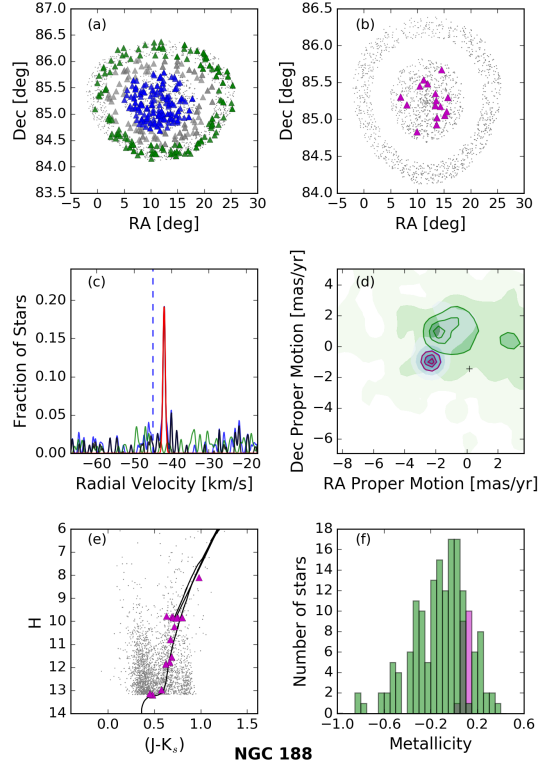 (a)
87.0
86.5
86.0
85.5
85.0
84.5
84.0
83.5
Dec [deg]
−5 0 5 10 15 20 25 30
RA [deg]
(b)
86.5
86.0
85.5
85.0
84.5
84.0
Dec [deg]
−5 0 5 10 15 20 25 30
RA [deg]
(c)
0.20
0.15
0.10
0.05
0.00
Fraction of Stars
−60 −40 −20
Radial Velocity [km/s]
(d)
4
2
0
−2
−4
−6
Dec Proper Motion [mas/yr]
−8 −6 −4 −2 0 2
RA Proper Motion [mas/yr]
(e)
6
7
8
9
10
11
12
13
14
H
0.0 0.5 1.0 1.5
(J-Ks)
(f)
18
16
14
12
10
8
6
4
2
0
Number of stars
−1.0 −0.6 −0.2 0.2 0.6
Metallicity
NGC 188